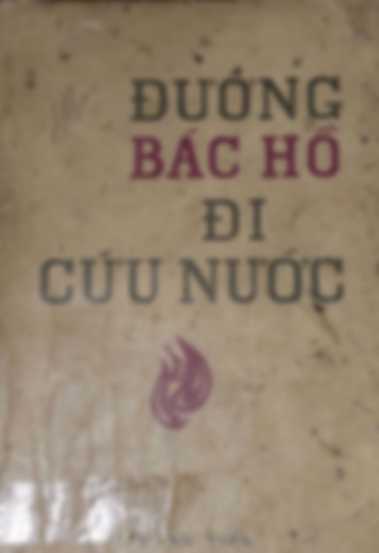 ĐƯỜNG
BÁC HỒ
ĐI
CỨU NƯỚC